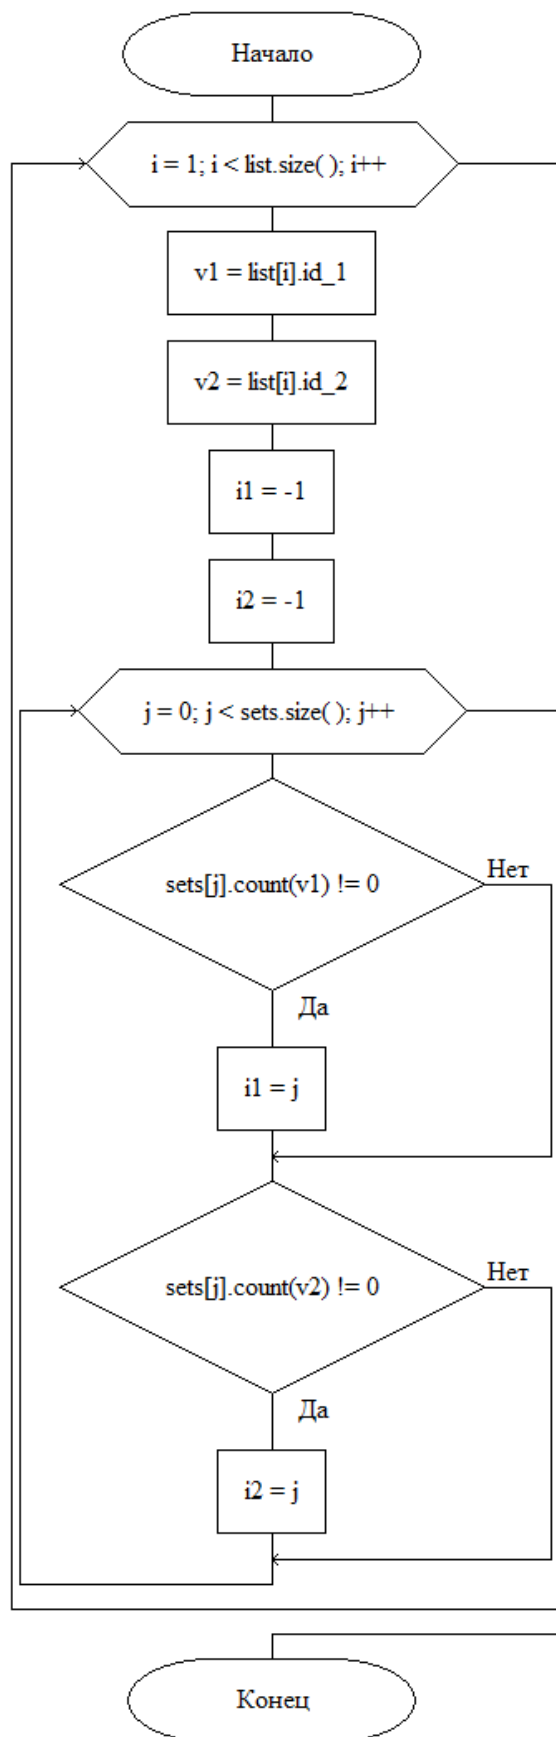 Начало
i = 1; i < list.size( ); i++
v1 = list[i].id_1
v2 = list[i].id_2
i1 = -1
i2 = -1
j = 0; j < sets.size( ); j++
sets[j].count(v1) != 0
Нет
Да
i1 = j
sets[j].count(v2) != 0
Нет
Да
i2 = j
Конец